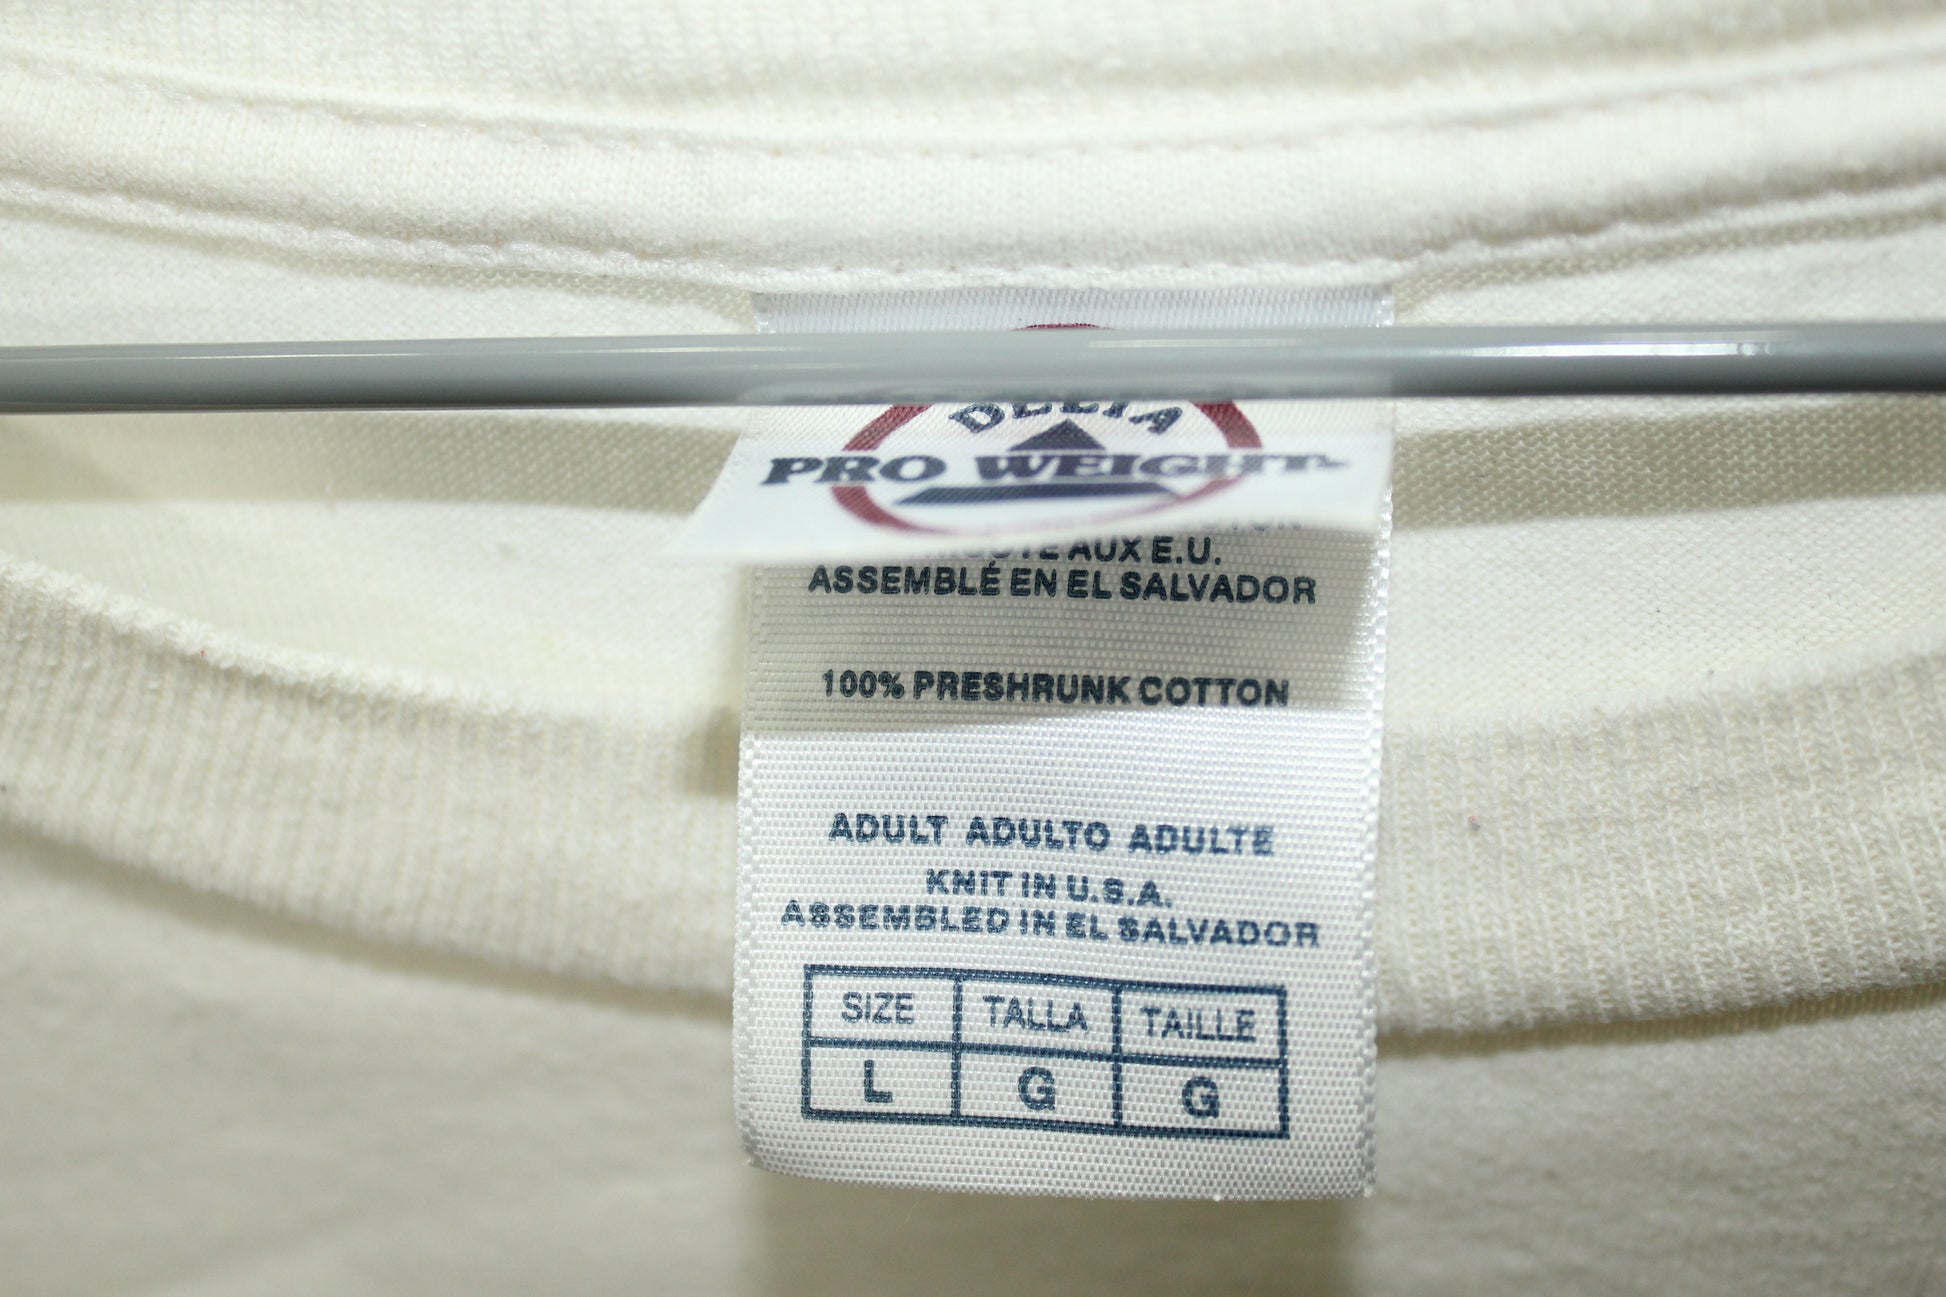 DELTA
PRO WEIGHT
AUX E.U.
ASSEMBLÉ EN EL SALVADOR
100% PRESHRUNK COTTON
ADULT ADULTO ADULTE
KNIT IN U.S.A.
ASSEMBLED IN EL SALVADOR
SIZE TALLA TAILLE
L G G